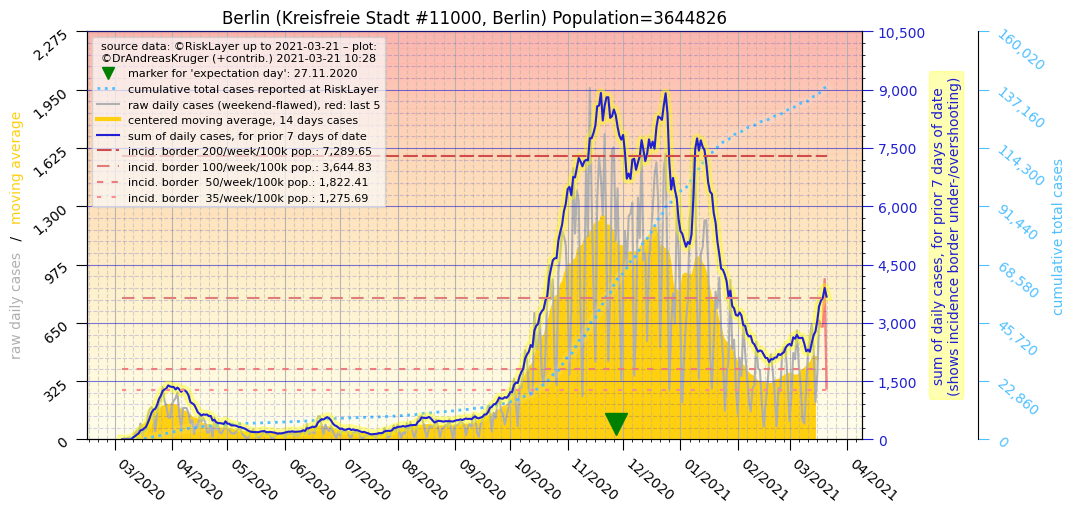 Berlin (Kreisfreie Stadt #11000, Berlin) Population=3644826
source data: ©RiskLayer up to 2021-03-21 – plot:
©DrAndreasKruger (+contrib.) 2021-03-21 10:28
marker for 'expectation day': 27.11.2020
cumulative total cases reported at RiskLayer
raw daily cases (weekend-flawed), red: last 5
centered moving average, 14 days cases
sum of daily cases, for prior 7 days of date
incid. border 200/week/100k pop.: 7,289.65
incid. border 100/week/100k pop.: 3,644.83
incid. border  50/week/100k pop.: 1,822.41
incid. border  35/week/100k pop.: 1,275.69
raw daily cases / moving average
2,275
1,950
1,625
1,300
975
650
325
0
03/2020
04/2020
05/2020
06/2020
07/2020
08/2020
09/2020
10/2020
11/2020
12/2020
01/2021
02/2021
03/2021
04/2021
10,500
9,000
7,500
6,000
4,500
3,000
1,500
0
sum of daily cases, for prior 7 days of date
(shows incidence border under-/overshooting)
160,020
137,160
114,300
91,440
68,580
45,720
22,860
0
cumulative total cases